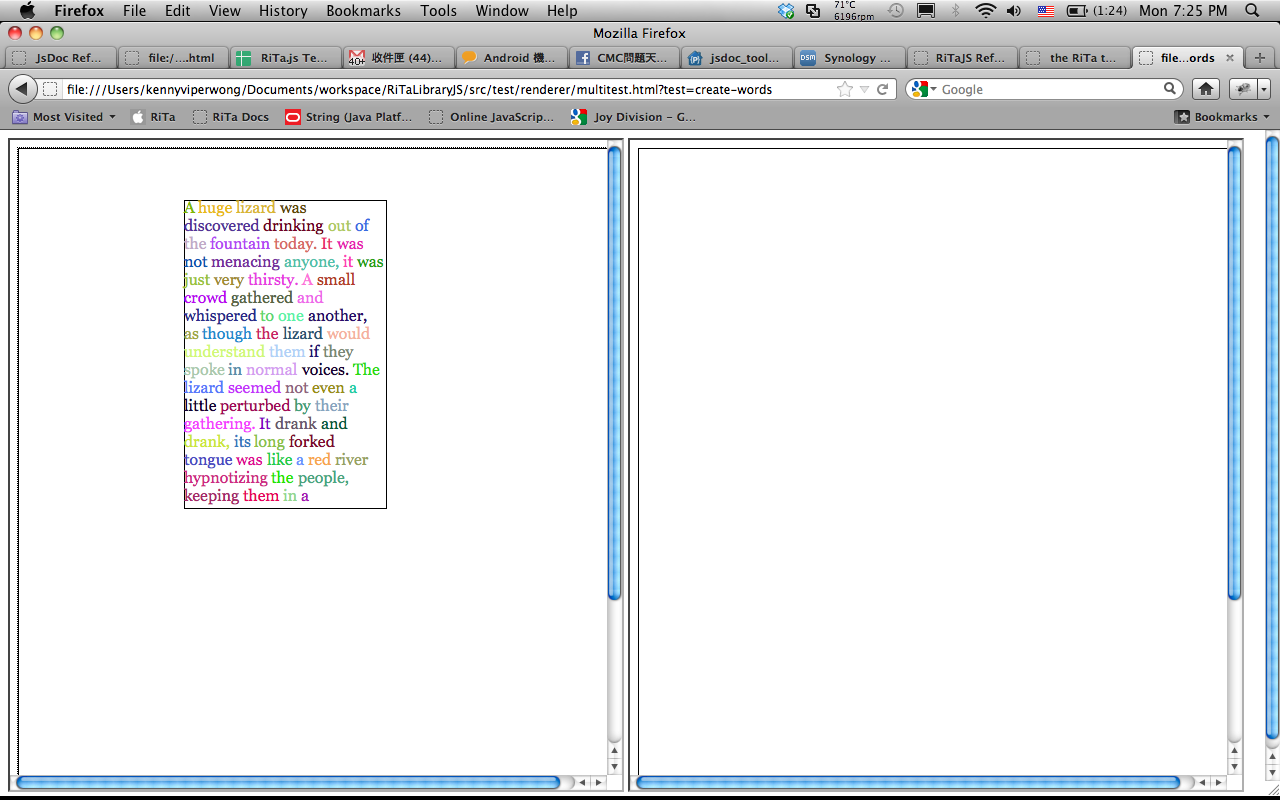 Firefox File Edit View History Bookmarks Tools Window Help 71°C 6196rpm (1:24) Mon 7:25 PM
Mozilla Firefox
JsDoc Ref... file:/....html RiTa.js Te... 40+ 收件匣 (44)... Android 機... CMC問題天... jsdoc_tool... DSM Synology ... RiTaJS Ref... the RiTa t... file...ords
file:///Users/kennyviperwong/Documents/workspace/RiTaLibraryJS/src/test/renderer/multitest.html?test=create-words Google
Most Visited RiTa RiTa Docs String (Java Platf... Online JavaScrip... Joy Division – G... Bookmarks
A huge lizard was
discovered drinking out of
the fountain today. It was
not menacing anyone, it was
just very thirsty. A small
crowd gathered and
whispered to one another,
as though the lizard would
understand them if they
spoke in normal voices. The
lizard seemed not even a
little perturbed by their
gathering. It drank and
drank, its long forked
tongue was like a red river
hypnotizing the people,
keeping them in a